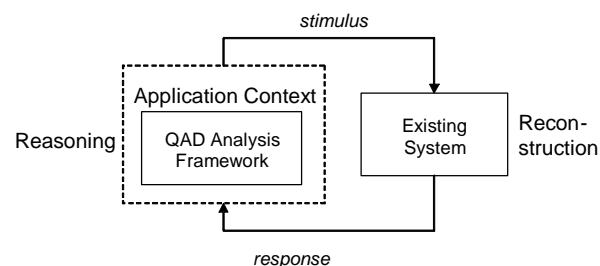 stimulus
Application Context
Reasoning
QAD Analysis
Framework
Existing
System
Recon-
struction
response